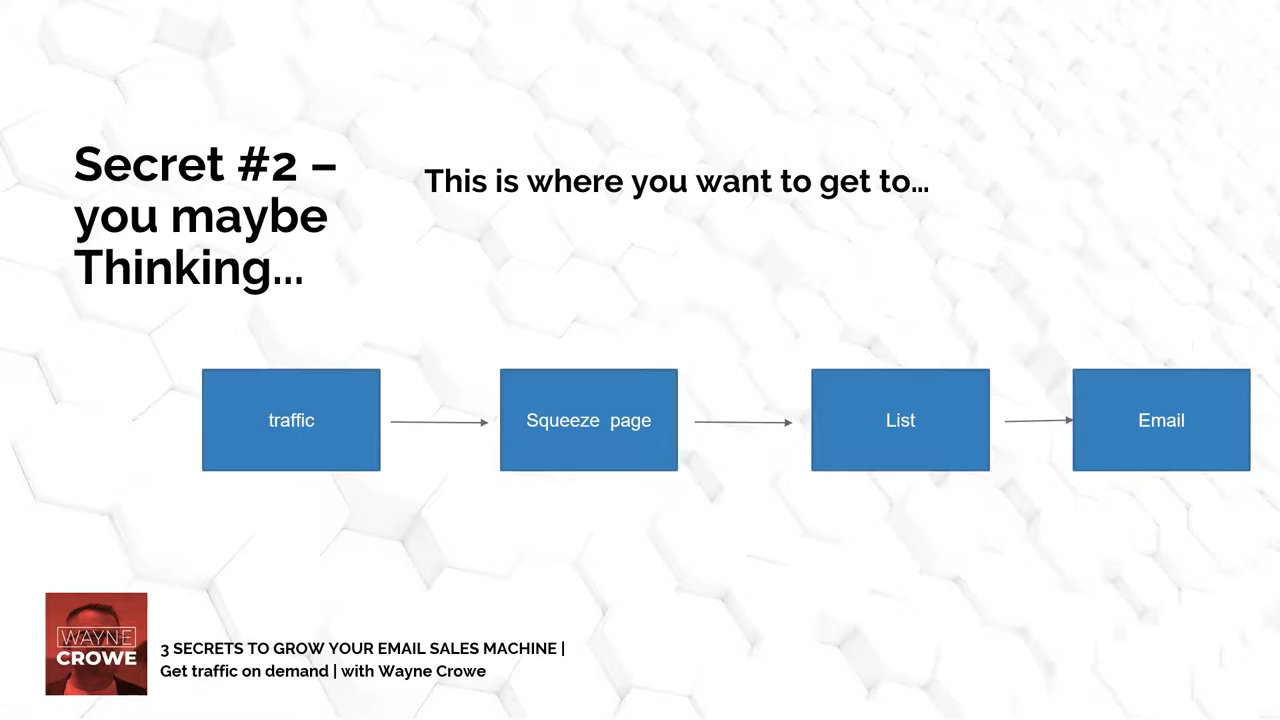 Secret #2 –
you maybe
Thinking...
This is where you want to get to...
traffic
Squeeze  page
List
Email
WAYNE
CROWE
3 SECRETS TO GROW YOUR EMAIL SALES MACHINE |
Get traffic on demand | with Wayne Crowe